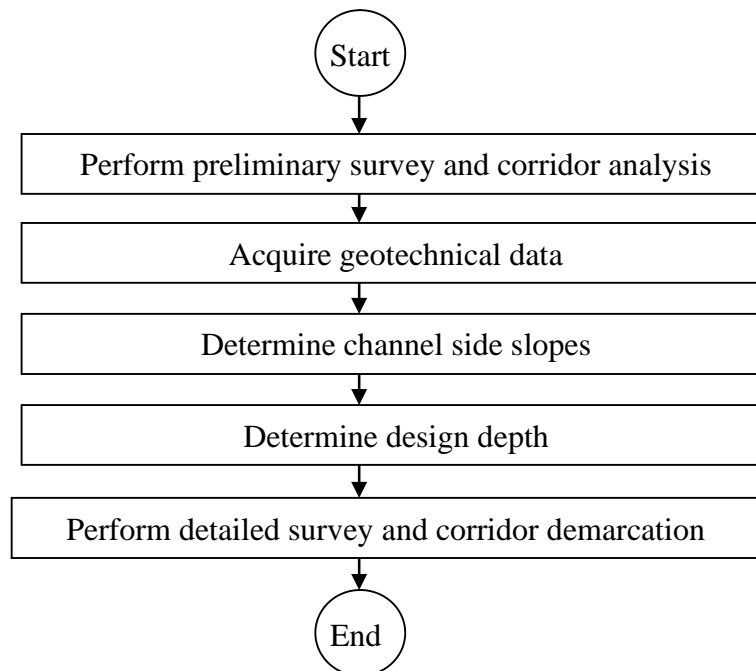 Start
Perform preliminary survey and corridor analysis
Acquire geotechnical data
Determine channel side slopes
Determine design depth
Perform detailed survey and corridor demarcation
End